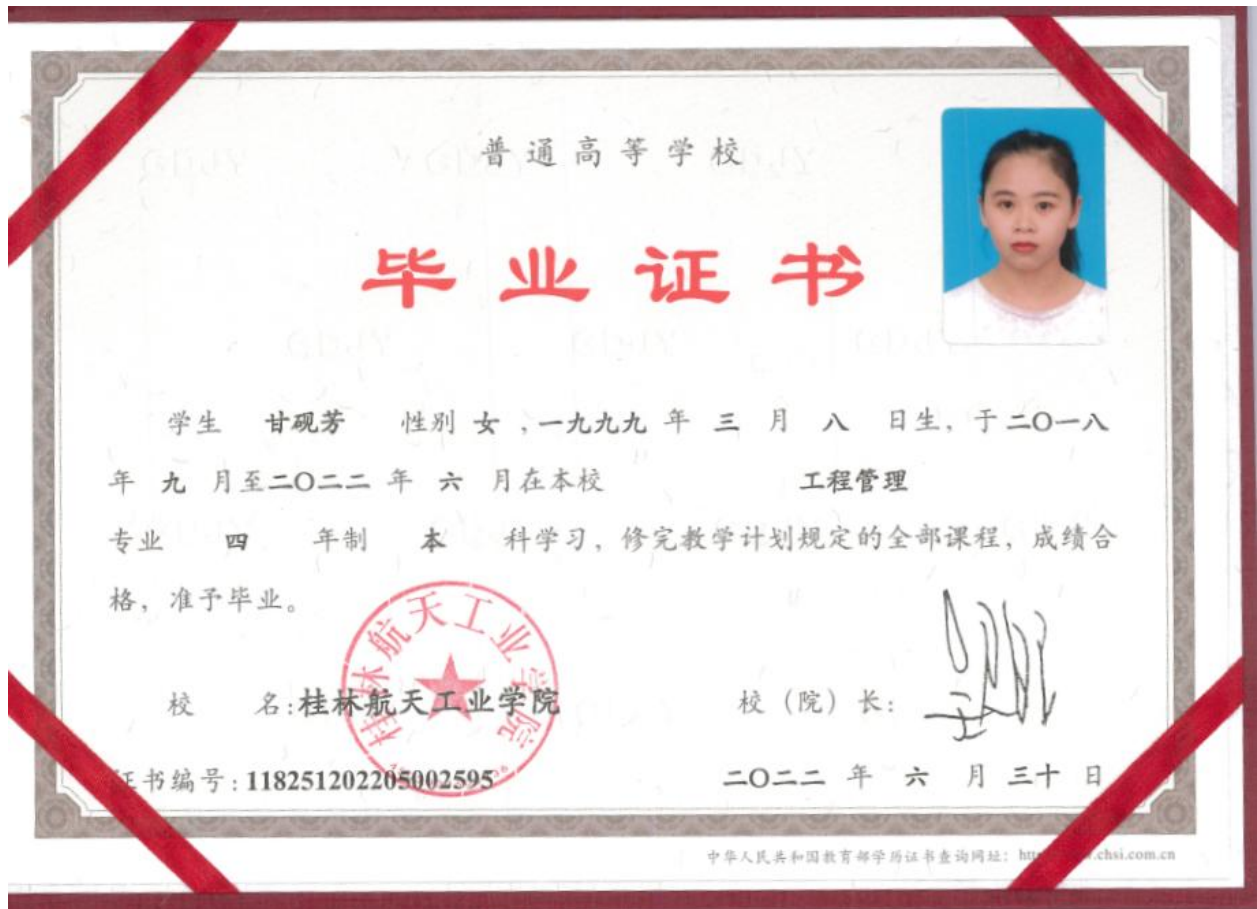 普通高等学校
毕业证书
学生 甘砚芳 性别 女 ,一九九九 年 三 月 八 日生, 于二〇一八
年 九 月至二〇二二 年 六 月在本校 工程管理
专业 四 年制 本 科学习, 修完教学计划规定的全部课程, 成绩合
格, 准予毕业。
桂林航天工业学院
校 名:桂林航天工业学院 校 (院) 长:
证书编号: 118251202205002595 二〇二二 年 六 月 三十 日
中华人民共和国教育部学历证书查询网址: .chsi.com.cn